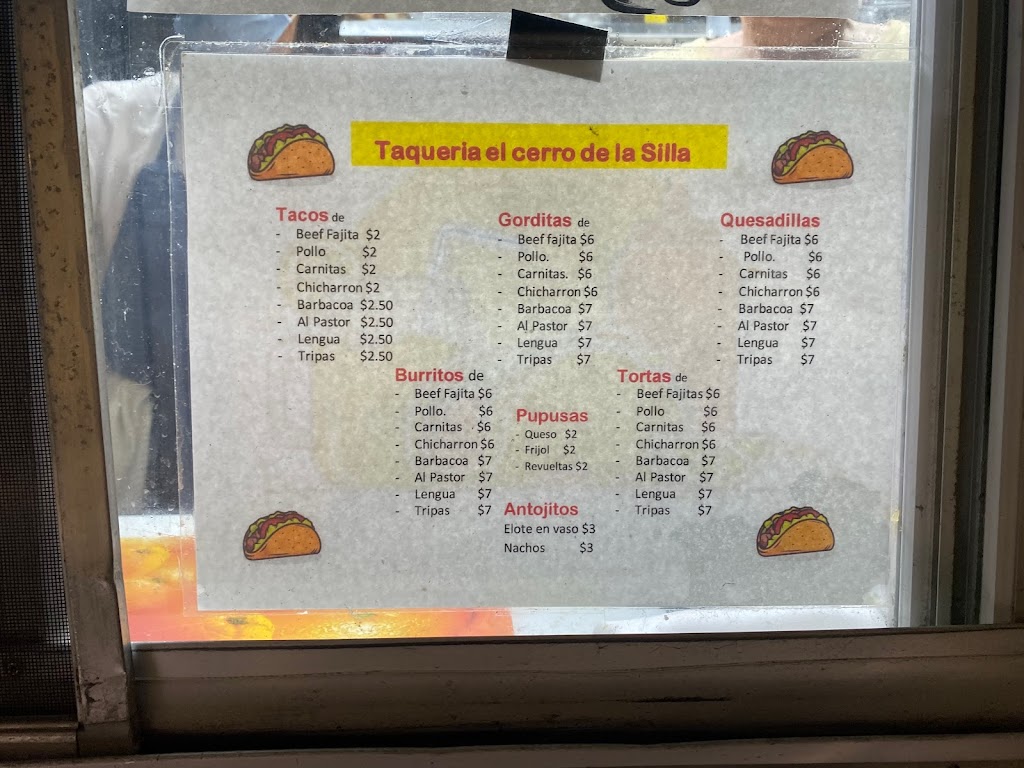 Taqueria el cerro de la Silla
Tacos de
- Beef Fajita $2
- Pollo $2
- Carnitas $2
- Chicharron $2
- Barbacoa $2.50
- Al Pastor $2.50
- Lengua $2.50
- Tripas $2.50
Gorditas de
- Beef fajita $6
- Pollo. $6
- Carnitas. $6
- Chicharron $6
- Barbacoa $7
- Al Pastor $7
- Lengua $7
- Tripas $7
Quesadillas
- Beef Fajita $6
- Pollo. $6
- Carnitas $6
- Chicharron $6
- Barbacoa $7
- Al Pastor $7
- Lengua $7
- Tripas $7
Burritos de
- Beef Fajita $6
- Pollo. $6
- Carnitas $6
- Chicharron $6
- Barbacoa $7
- Al Pastor $7
- Lengua $7
- Tripas $7
Pupusas
- Queso $2
- Frijol $2
- Revueltas $2
Antojitos
Elote en vaso $3
Nachos $3
Tortas de
- Beef Fajitas $6
- Pollo $6
- Carnitas $6
- Chicharron $6
- Barbacoa $7
- Al Pastor $7
- Lengua $7
- Tripas $7